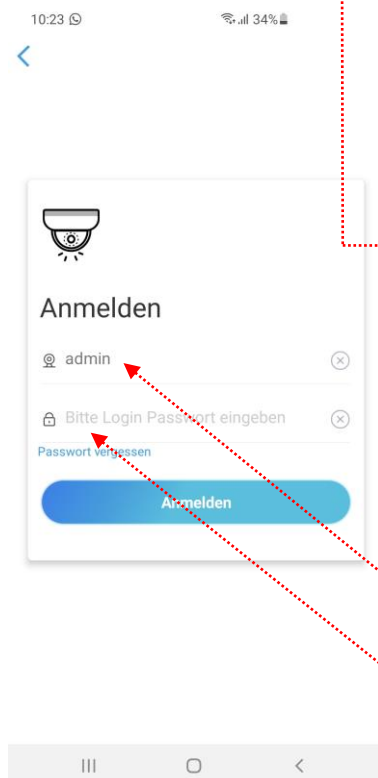 10:23 34%
Anmelden
admin
Bitte Login Passwort eingeben
Passwort vergessen
Anmelden